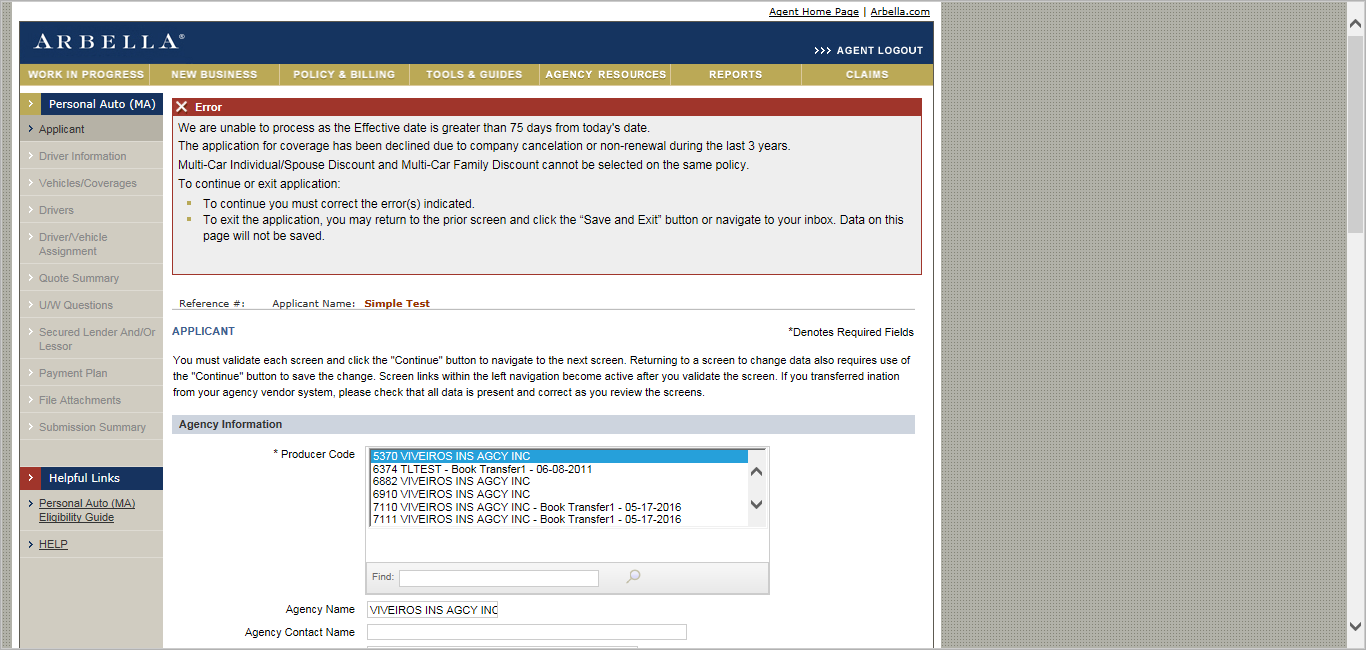 Agent Home Page | Arbella.com
ARBELLA®
>>> AGENT LOGOUT
WORK IN PROGRESS
NEW BUSINESS
POLICY & BILLING
TOOLS & GUIDES
AGENCY RESOURCES
REPORTS
CLAIMS
Personal Auto (MA)
Applicant
Driver Information
Vehicles/Coverages
Drivers
Driver/Vehicle
Assignment
Quote Summary
U/W Questions
Secured Lender And/Or
Lessor
Payment Plan
File Attachments
Submission Summary
Helpful Links
Personal Auto (MA)
Eligibility Guide
HELP
Error
We are unable to process as the Effective date is greater than 75 days from today's date.
The application for coverage has been declined due to company cancelation or non-renewal during the last 3 years.
Multi-Car Individual/Spouse Discount and Multi-Car Family Discount cannot be selected on the same policy.
To continue or exit application:
To continue you must correct the error(s) indicated.
To exit the application, you may return to the prior screen and click the “Save and Exit” button or navigate to your inbox. Data on this
page will not be saved.
Reference #: Applicant Name: Simple Test
APPLICANT
*Denotes Required Fields
You must validate each screen and click the "Continue" button to navigate to the next screen. Returning to a screen to change data also requires use of
the "Continue" button to save the change. Screen links within the left navigation become active after you validate the screen. If you transferred ination
from your agency vendor system, please check that all data is present and correct as you review the screens.
Agency Information
* Producer Code
5370 VIVEIROS INS AGCY INC
6374 TLTEST - Book Transfer1 - 06-08-2011
6882 VIVEIROS INS AGCY INC
6910 VIVEIROS INS AGCY INC
7110 VIVEIROS INS AGCY INC - Book Transfer1 - 05-17-2016
7111 VIVEIROS INS AGCY INC - Book Transfer1 - 05-17-2016
Find:
Agency Name VIVEIROS INS AGCY INC
Agency Contact Name